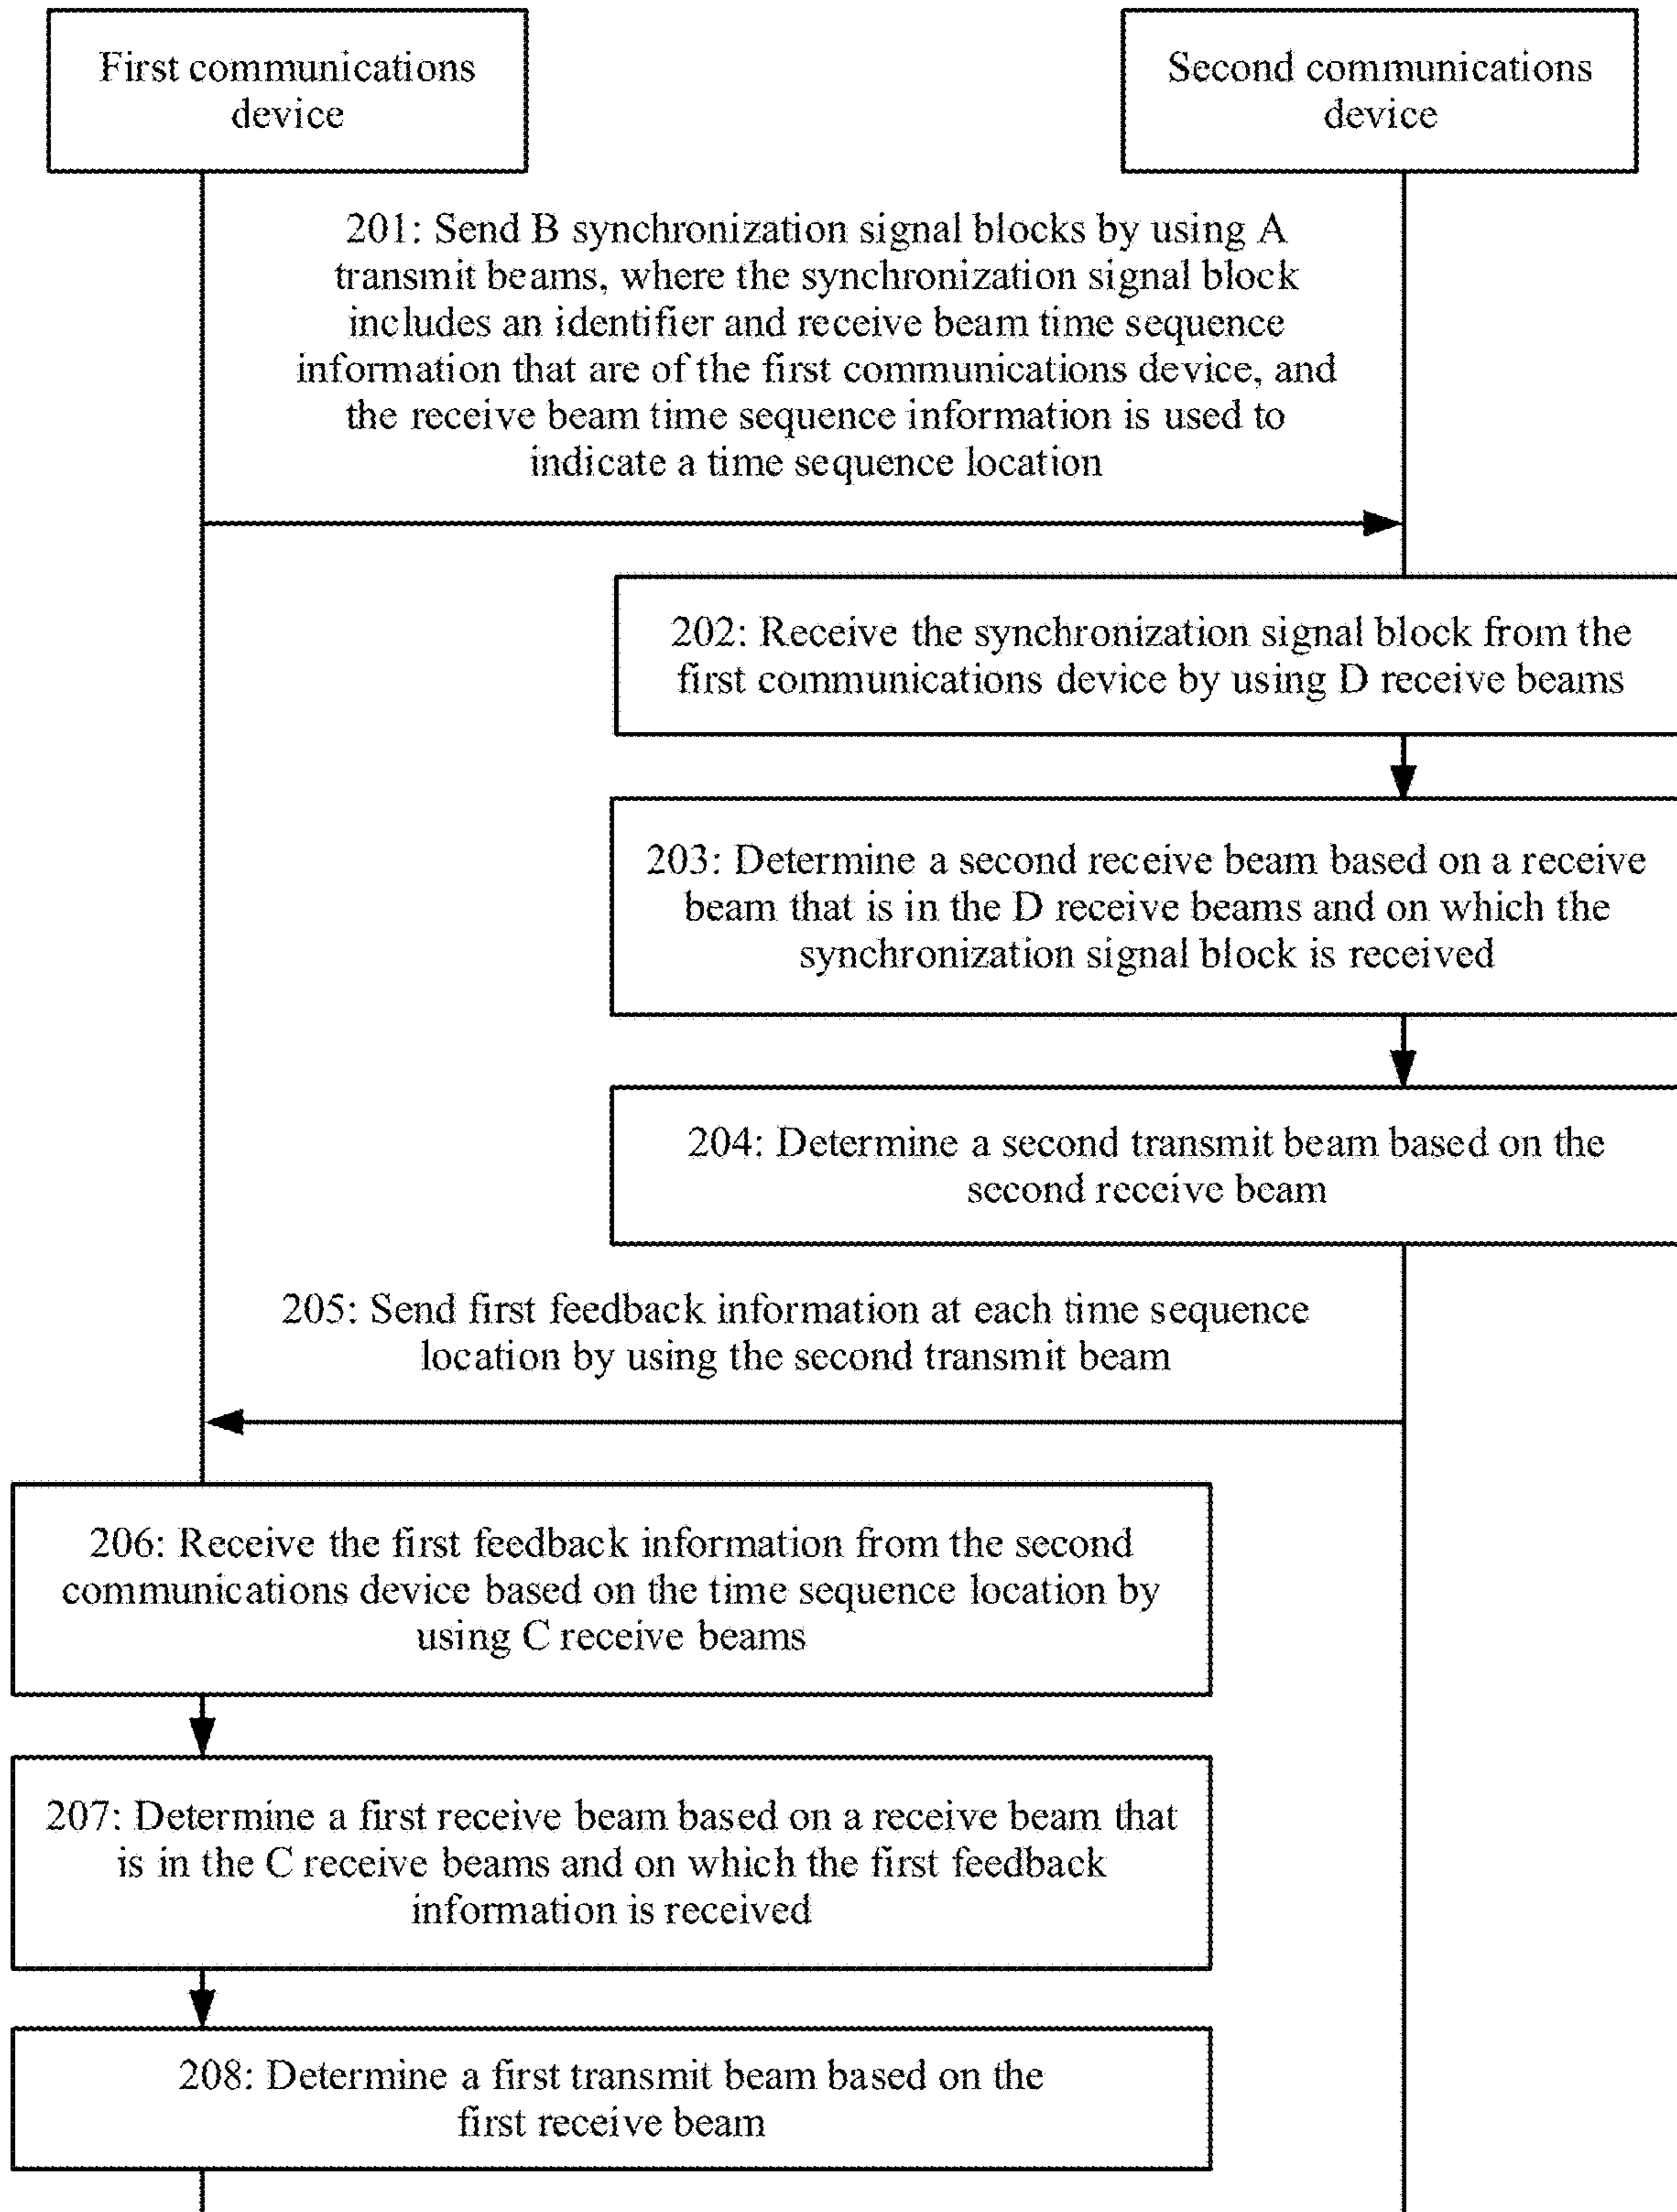 First communications
device
Second communications
device
201: Send B synchronization signal blocks by using A
transmit beams, where the synchronization signal block
includes an identifier and receive beam time sequence
information that are of the first communications device, and
the receive beam time sequence information is used to
indicate a time sequence location
202: Receive the synchronization signal block from the
first communications device by using D receive beams
203: Determine a second receive beam based on a receive
beam that is in the D receive beams and on which the
synchronization signal block is received
204: Determine a second transmit beam based on the
second receive beam
205: Send first feedback information at each time sequence
location by using the second transmit beam
206: Receive the first feedback information from the second
communications device based on the time sequence location by
using C receive beams
207: Determine a first receive beam based on a receive beam that
is in the C receive beams and on which the first feedback
information is received
208: Determine a first transmit beam based on the
first receive beam